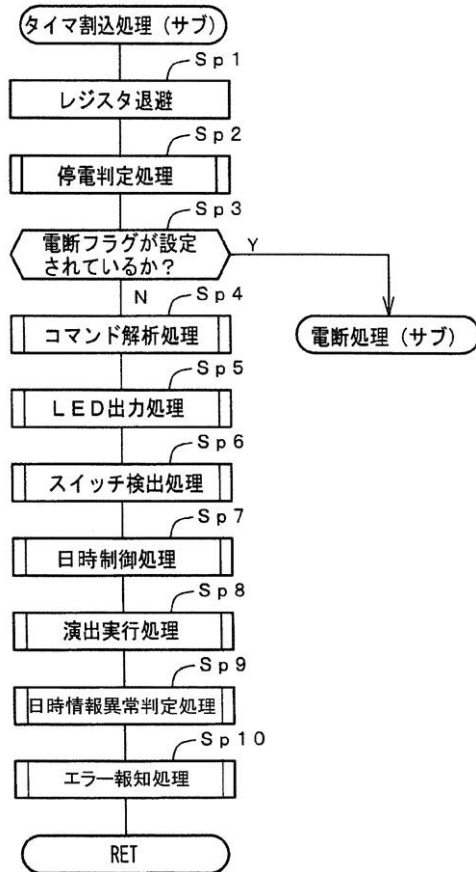 タイマ割込処理（サブ）
Sp1
レジスタ退避
Sp2
停電判定処理
Sp3
電断フラグが設定
されているか？
Y
N
Sp4
コマンド解析処理
電断処理（サブ）
Sp5
LED出力処理
Sp6
スイッチ検出処理
Sp7
日時制御処理
Sp8
演出実行処理
Sp9
日時情報異常判定処理
Sp10
エラー報知処理
RET